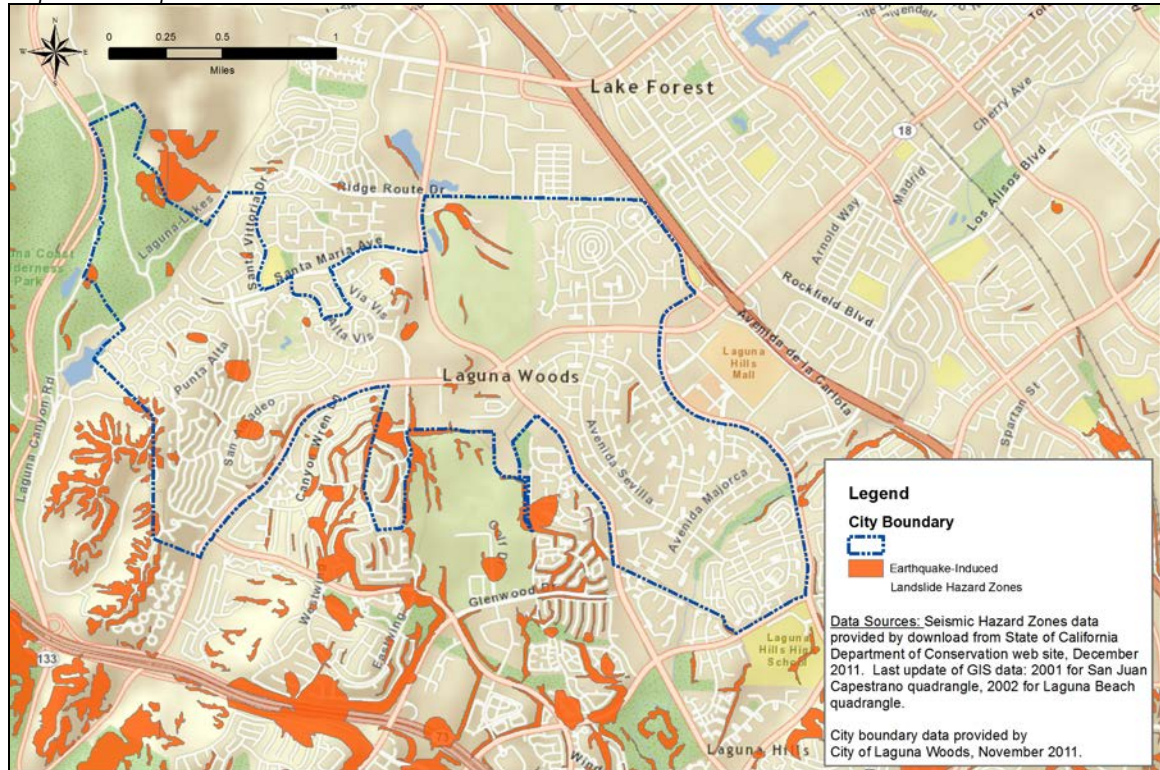 N
W
E
S
0
0.25
0.5
1
Miles
Lake Forest
18
Cherry Ave
Los Alisos Blvd
Madrid
Arnold Way
Ridge Route Dr
Santa Vittoria Dr
Laguna Lakes
Santa Maria Ave
Via Vis
Alta Vis
Rockfield Blvd
Avenida de la Carlota
Laguna
Hills
Mall
Laguna Woods
Punta Alta
Canyon Wren Ln
Laguna Canyon Rd
Avenida Sevilla
Avenida Majorca
Spartan St
Golf D
Glenwood Dr
Westwing
EastWing
133
73
Wind
Laguna
Hills High
School
Laguna Hills
Park
Legend
City Boundary
Earthquake-Induced
Landslide Hazard Zones
Data Sources: Seismic Hazard Zones data
provided by download from State of California
Department of Conservation web site, December
2011. Last update of GIS data: 2001 for San Juan
Capestrano quadrangle, 2002 for Laguna Beach
quadrangle.
City boundary data provided by
City of Laguna Woods, November 2011.